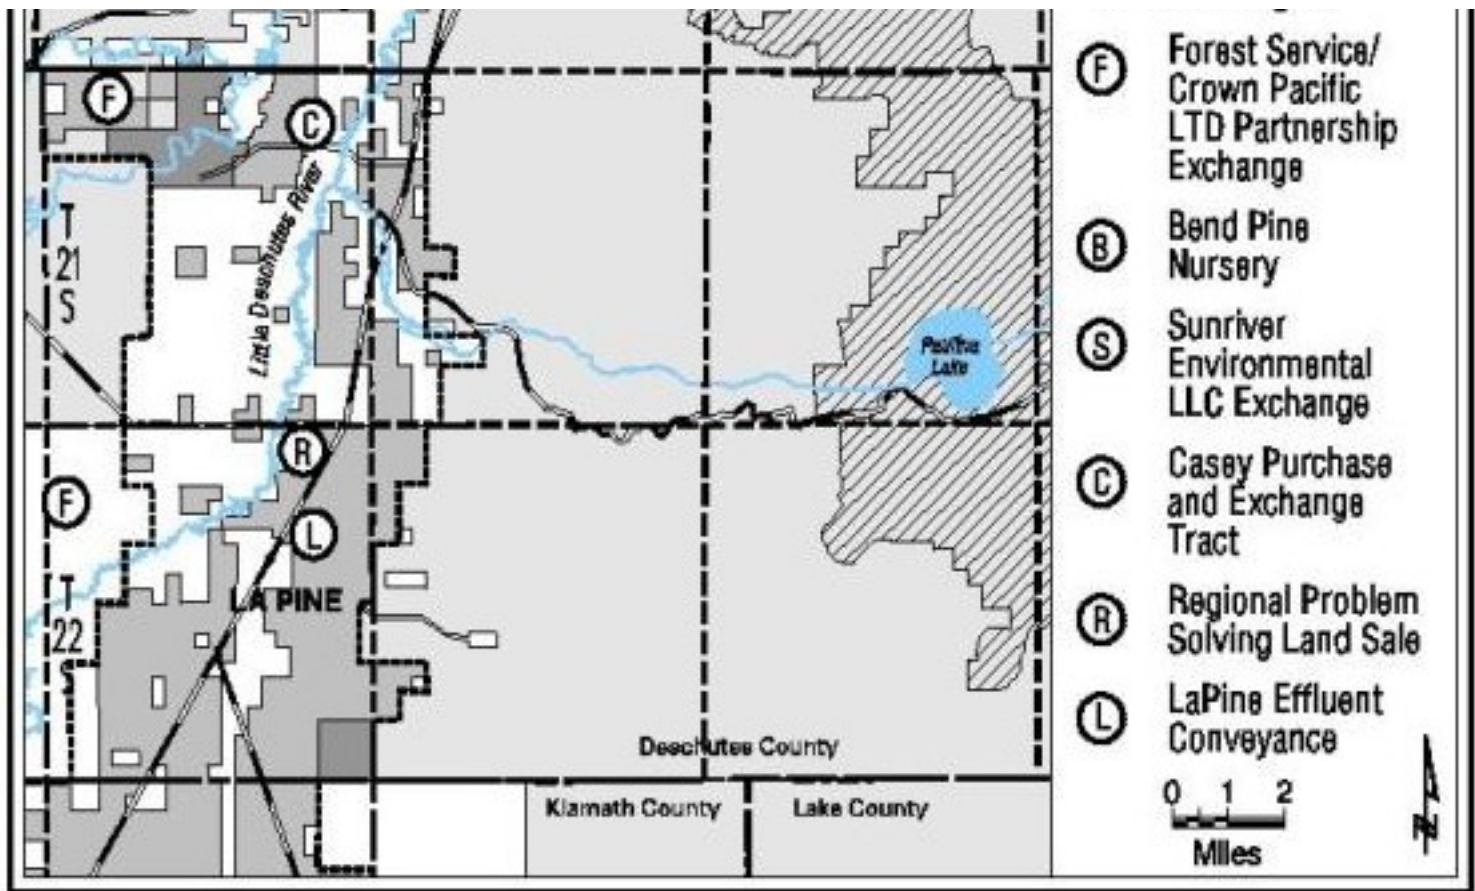 F
C
Little Deschutes River
T
21
S
Paulina
Lake
R
F
L
LA PINE
T
22
Deschutes County
Klamath County
Lake County
F
Forest Service/
Crown Pacific
LTD Partnership
Exchange
B
Bend Pine
Nursery
S
Sunriver
Environmental
LLC Exchange
C
Casey Purchase
and Exchange
Tract
R
Regional Problem
Solving Land Sale
L
LaPine Effluent
Conveyance
0 1 2
Miles